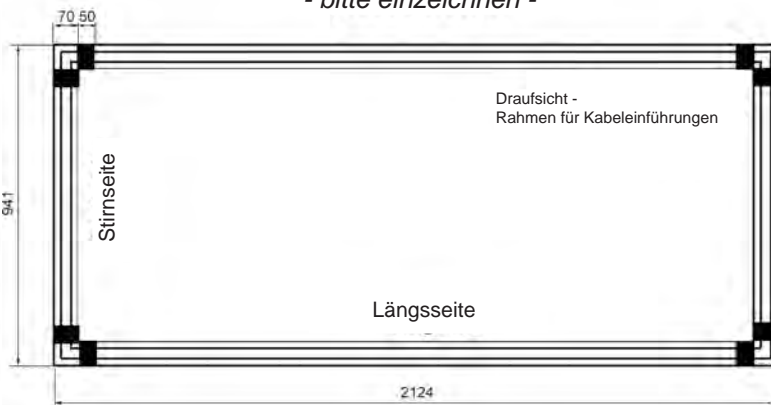 - bitte einzeichnen -
70 50
Draufsicht -
Rahmen für Kabeleinführungen
941
Stirnseite
Längsseite
2124